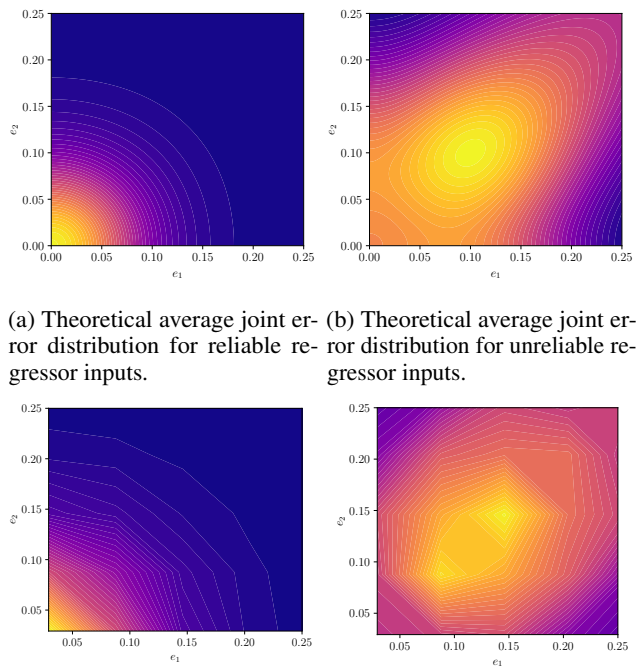 0.25
0.20
0.15
0.10
0.05
0.00
e2
0.00 0.05 0.10 0.15 0.20 0.25
e1
0.25
0.20
0.15
0.10
0.05
0.00
e2
0.00 0.05 0.10 0.15 0.20 0.25
e1
(a) Theoretical average joint er-
ror distribution for reliable re-
gressor inputs.
(b) Theoretical average joint er-
ror distribution for unreliable re-
gressor inputs.
0.25
0.20
0.15
0.10
0.05
e2
0.05 0.10 0.15 0.20 0.25
e1
0.25
0.20
0.15
0.10
0.05
e2
0.05 0.10 0.15 0.20 0.25
e1